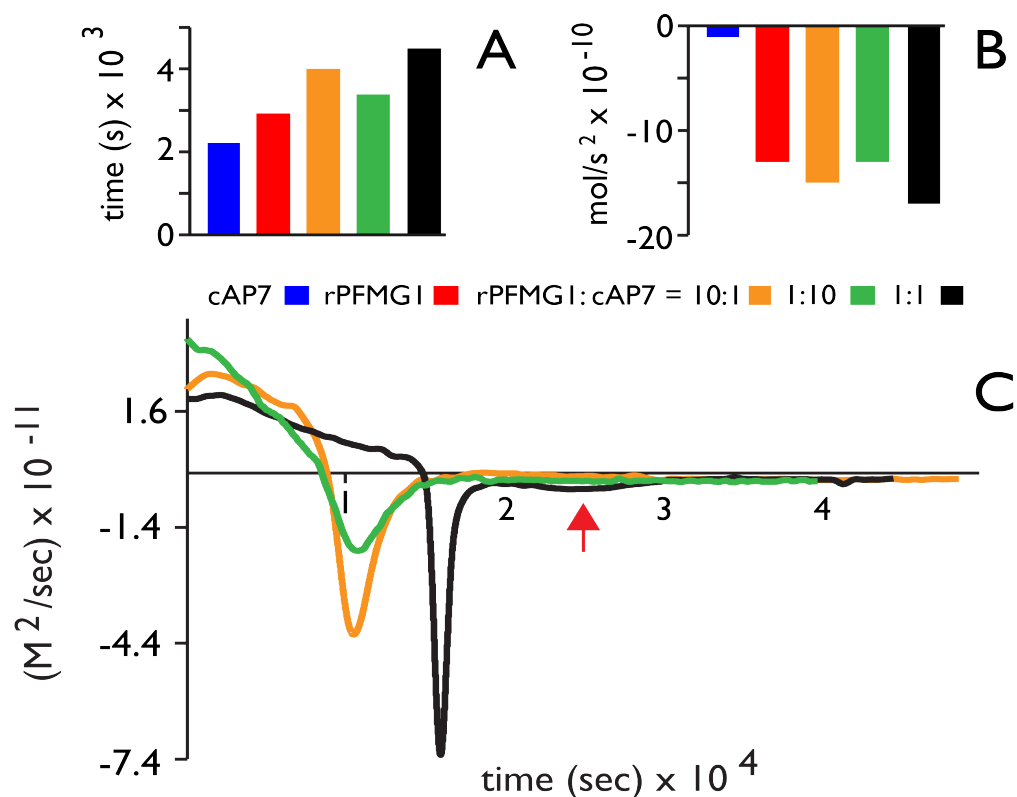 A
time (s) x 10 3
4
2
0
B
mol/s 2 x 10 -10
0
-10
-20
cAP7 rPFMG1 rPFMG1:cAP7 = 10:1 1:10 1:1
C
(M 2 /sec) x 10 -11
1.6
-1.4
-4.4
-7.4
1 2 3 4
time (sec) x 10 4